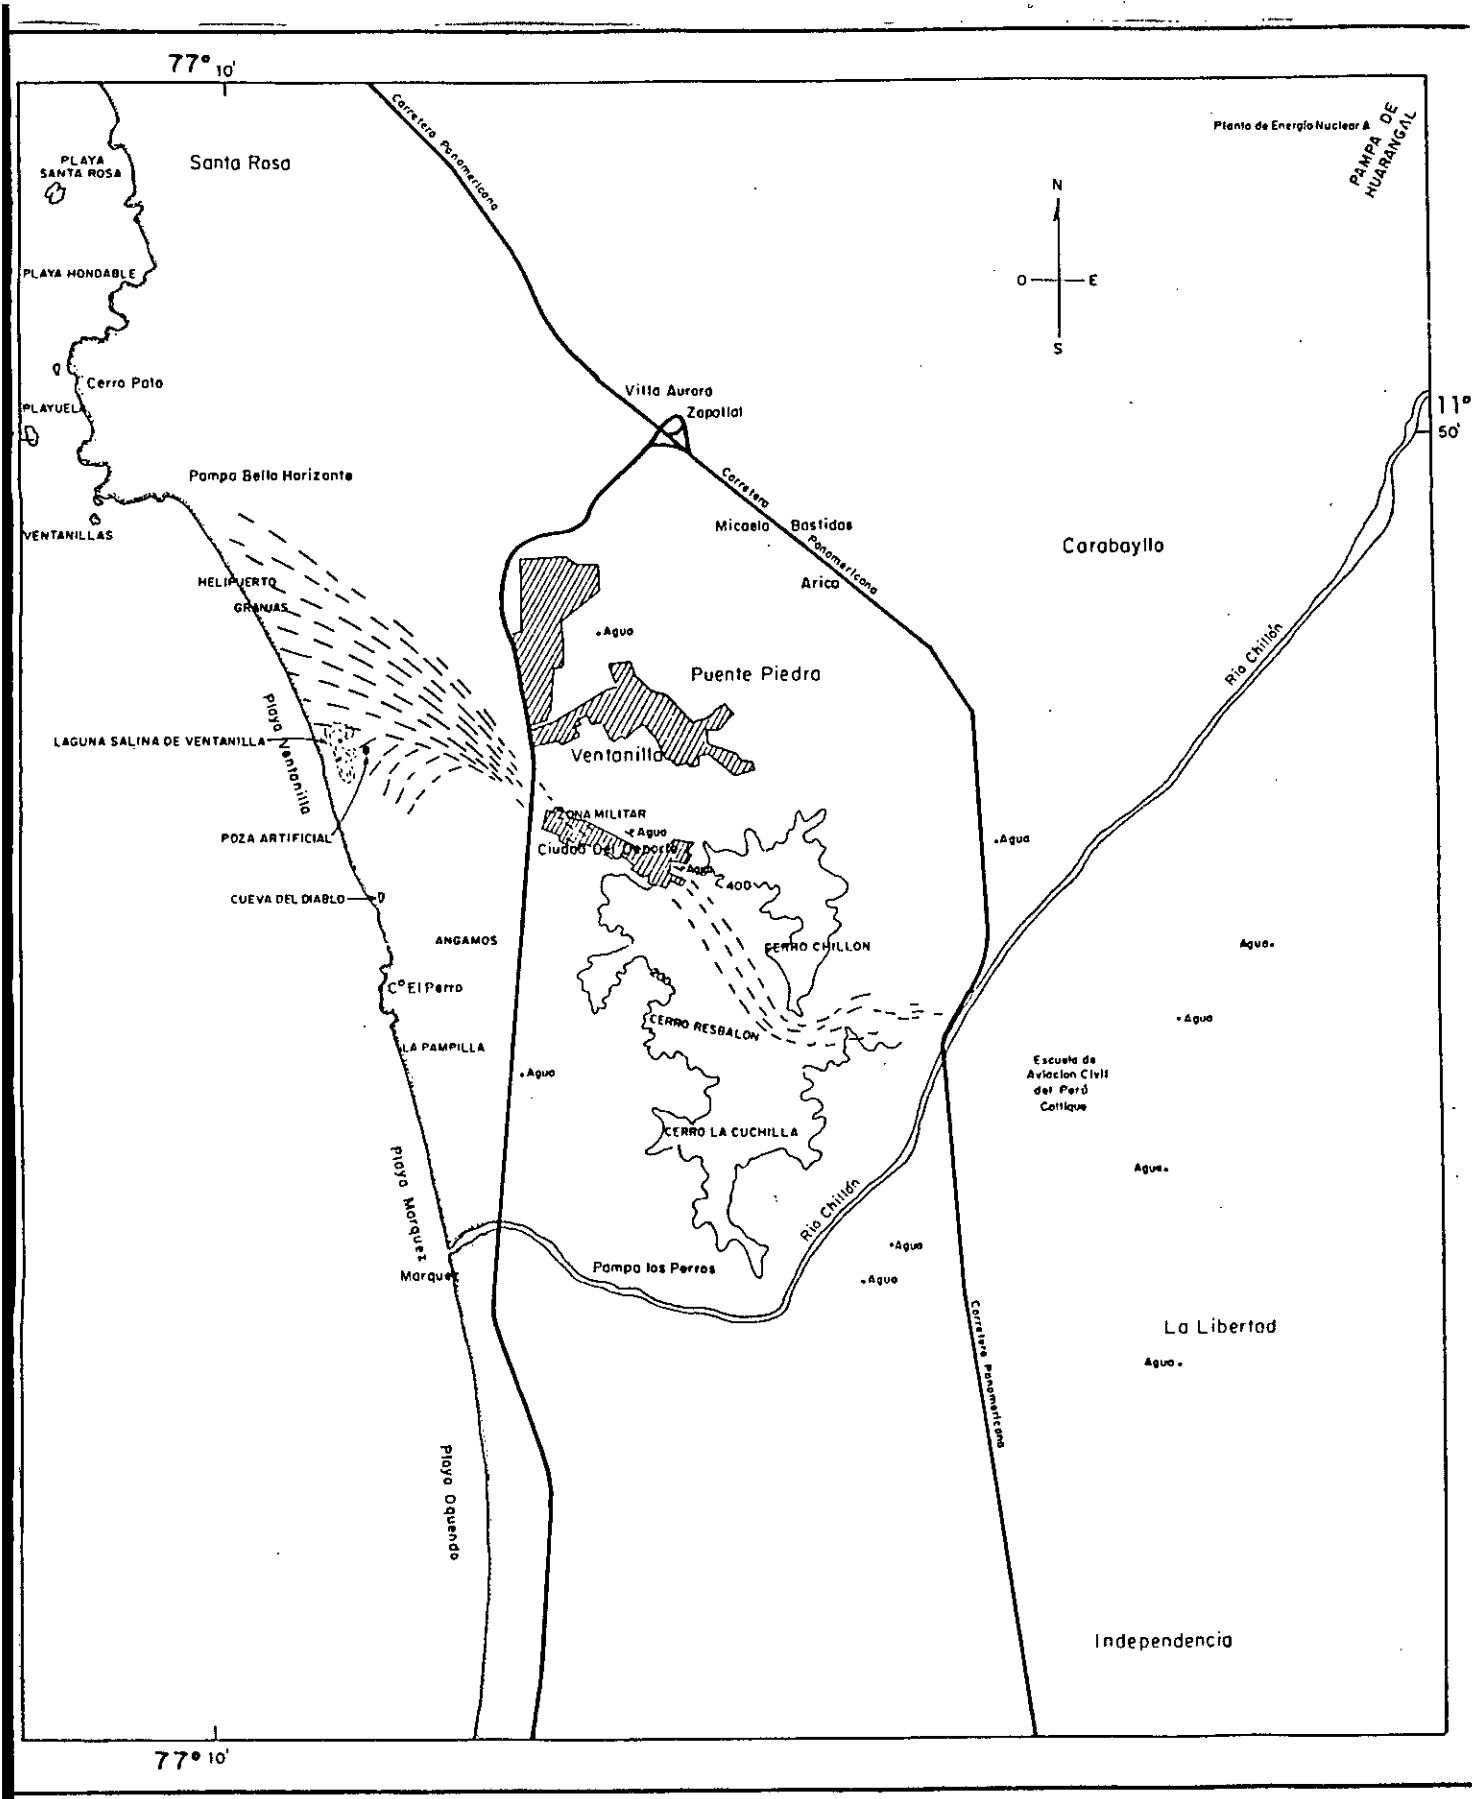 77° 10'
Planta de Energía Nuclear
PAMPA DE
HUARANGAL
Carretera Panamericana
Santa Rosa
PLAYA
SANTA ROSA
N
O E
S
PLAYA HONDABLE
Cerro Pato
Villa Aurora
Zapallal
PLAYUELA
11°
50'
Pampa Bella Horizonte
Carretera
Panamericana
Micaela Bastidas
VENTANILLAS
Carabayllo
HELIPUERTO
Arica
GRANJAS
Agua
Río Chillón
Puente Piedra
Playa Ventanilla
LAGUNA SALINA DE VENTANILLA
Ventanilla
ZONA MILITAR
POZA ARTIFICIAL
Agua
Agua
Ciudad Del Deporte
Agua
400
CUEVA DEL DIABLO
ANGAMOS
CERRO CHILLON
Agua
200
C° El Perro
CERRO RESBALON
Agua
LA PAMPILLA
Agua
Escuela de
Aviacion Civil
del Perú
Collique
CERRO LA CUCHILLA
Agua
Playa Marquez
Río Chillón
Agua
Marquez
Pampa los Perros
Agua
La Libertad
Agua
Carretera Panamericana
Playa Oquendo
Independencia
77° 10'